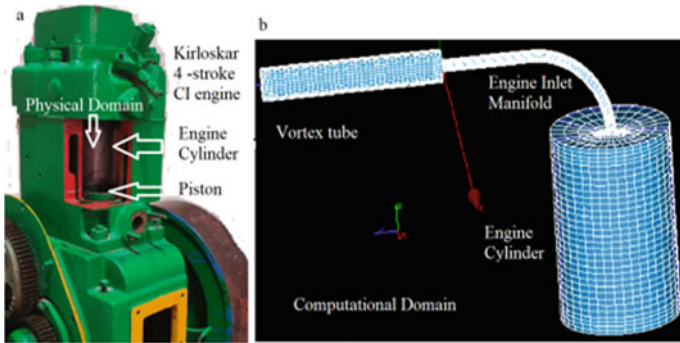 a
Kirloskar
4 -stroke
CI engine
Physical Domain
Engine
Cylinder
Piston
b
Engine Inlet
Manifold
Vortex tube
Engine
Cylinder
Computational Domain